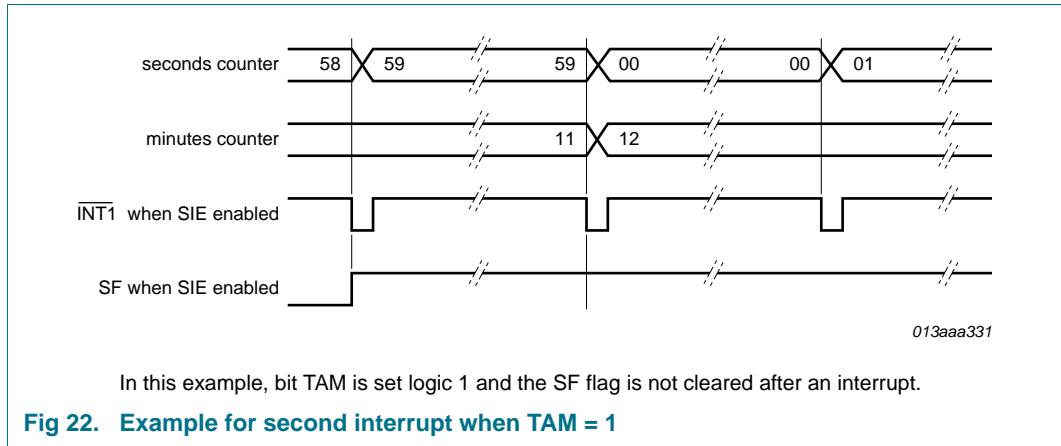 seconds counter 58 59 59 00 00 01
minutes counter 11 12
INT1 when SIE enabled
SF when SIE enabled
013aaa331
In this example, bit TAM is set logic 1 and the SF flag is not cleared after an interrupt.
Fig 22. Example for second interrupt when TAM = 1